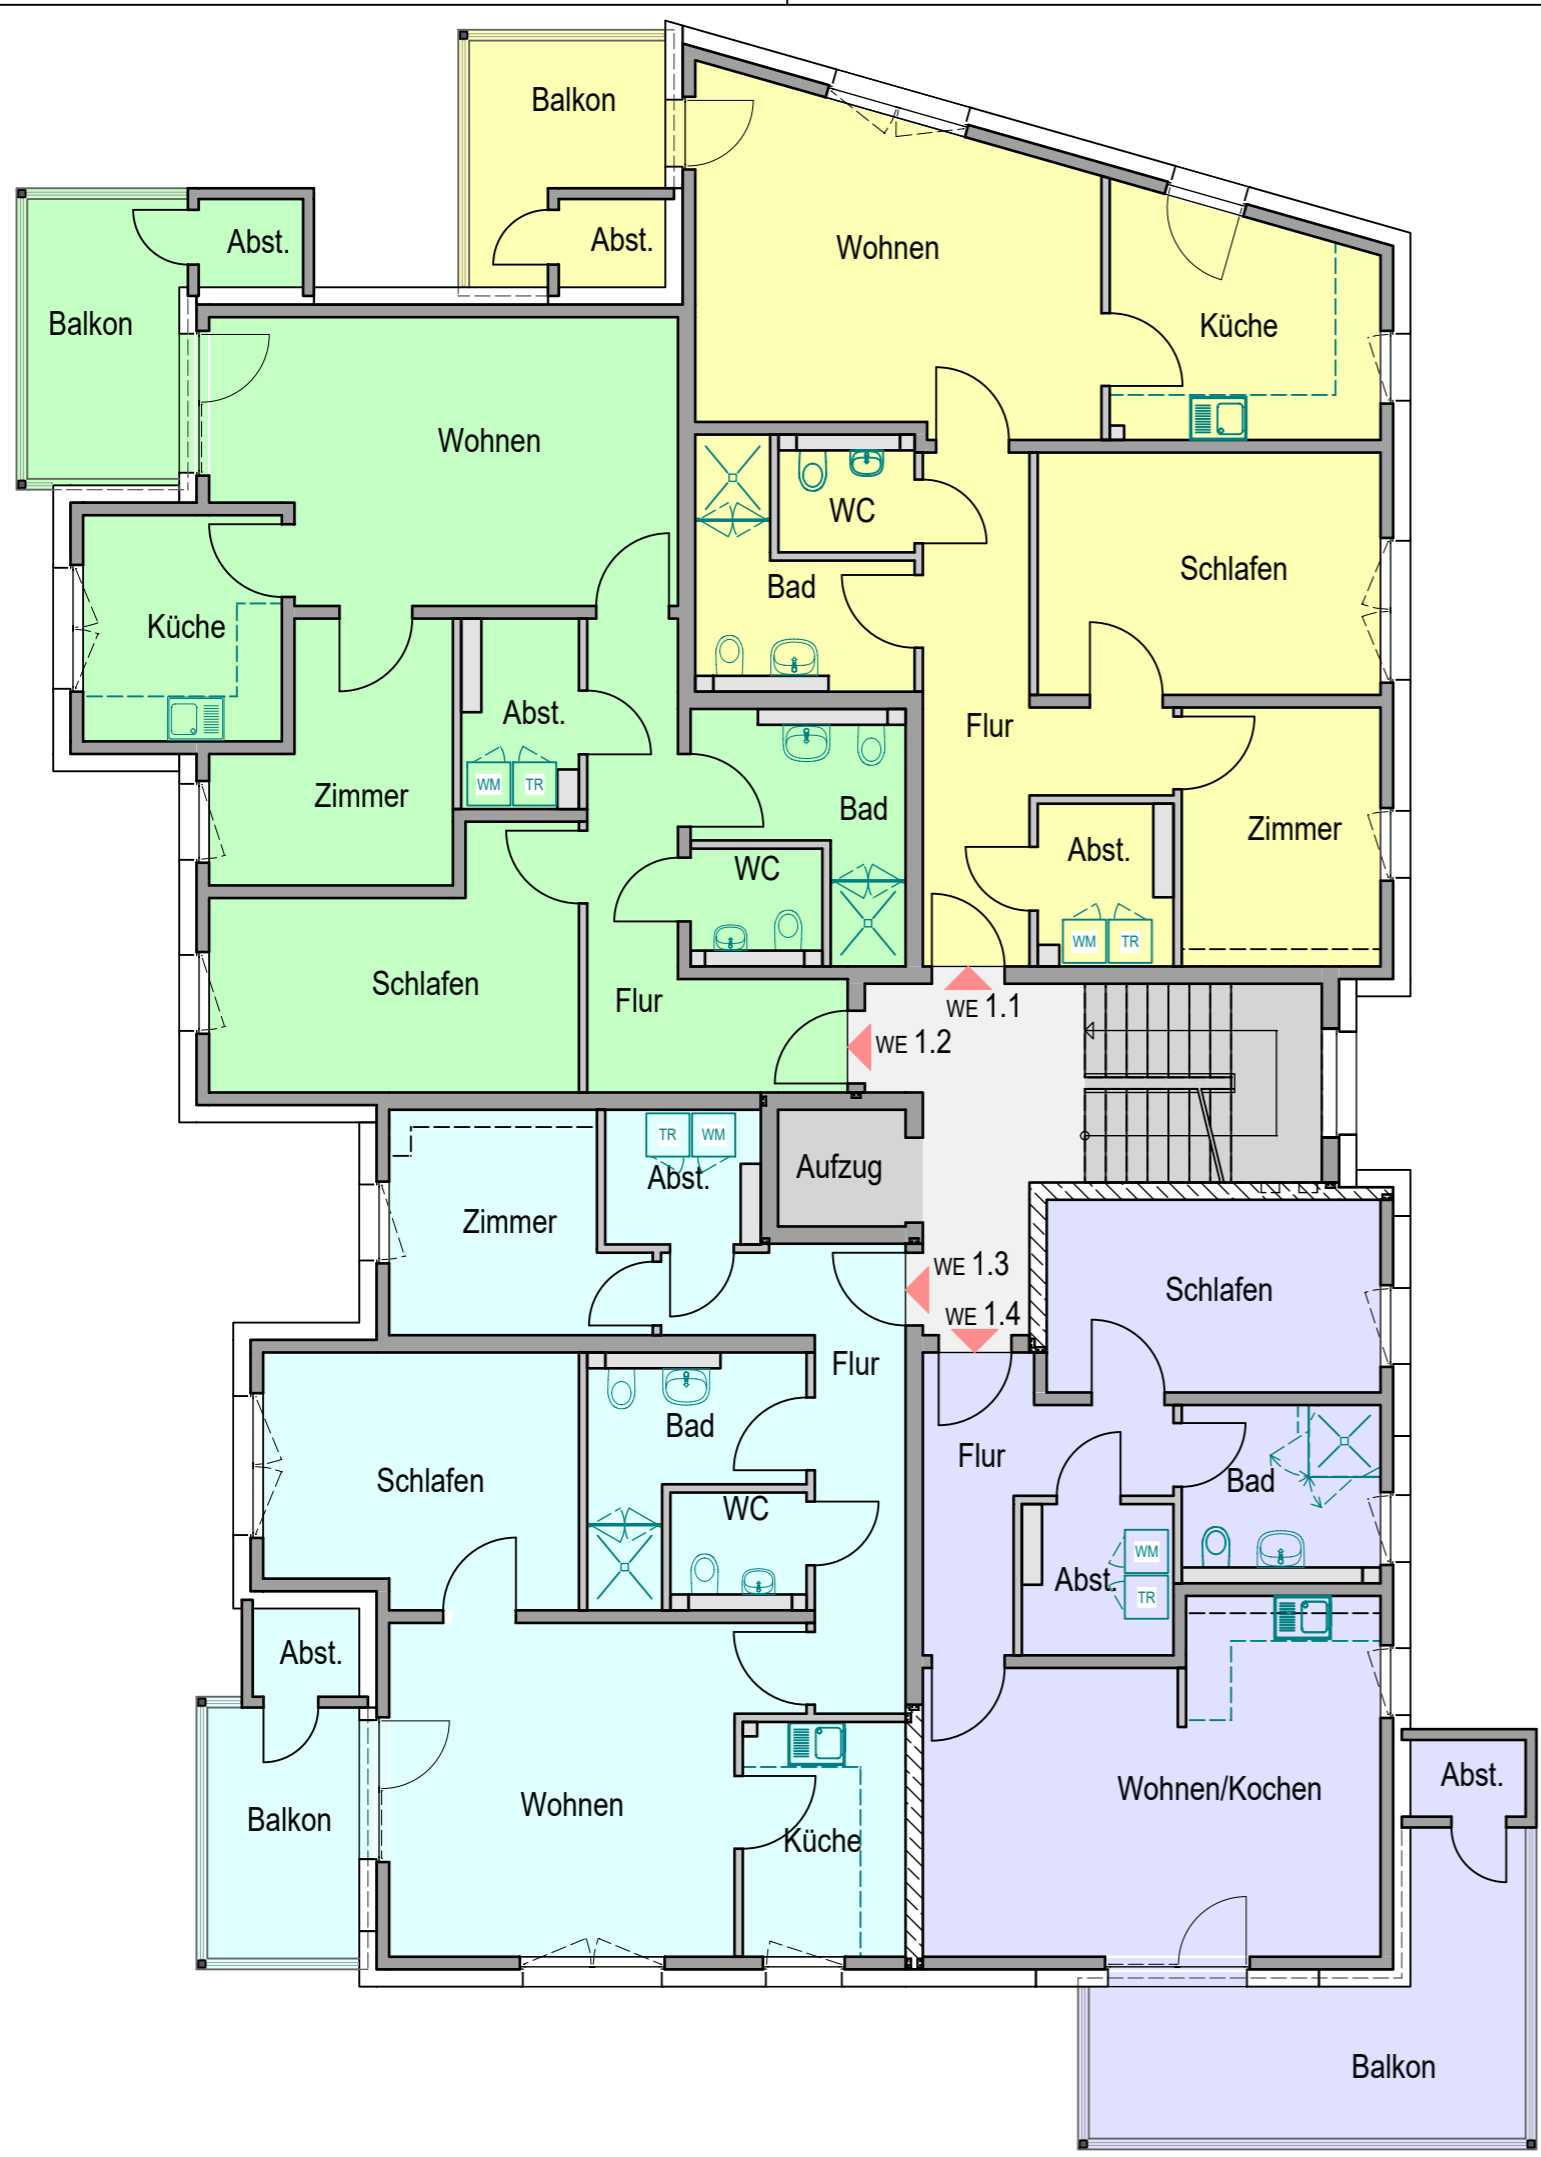 Balkon
Abst.
Wohnen
Küche
WC
Bad
Schlafen
Flur
Zimmer
Abst.
WM TR
WE 1.1
Abst.
Balkon
Wohnen
Küche
Abst.
WM TR
Zimmer
Bad
WC
Schlafen
Flur
WE 1.2
Aufzug
TR WM
Abst.
Zimmer
WE 1.3
WE 1.4
Flur
Bad
Schlafen
WC
Abst.
Balkon
Wohnen
Küche
Schlafen
Flur
Bad
WM
Abst.
TR
Wohnen/Kochen
Abst.
Balkon